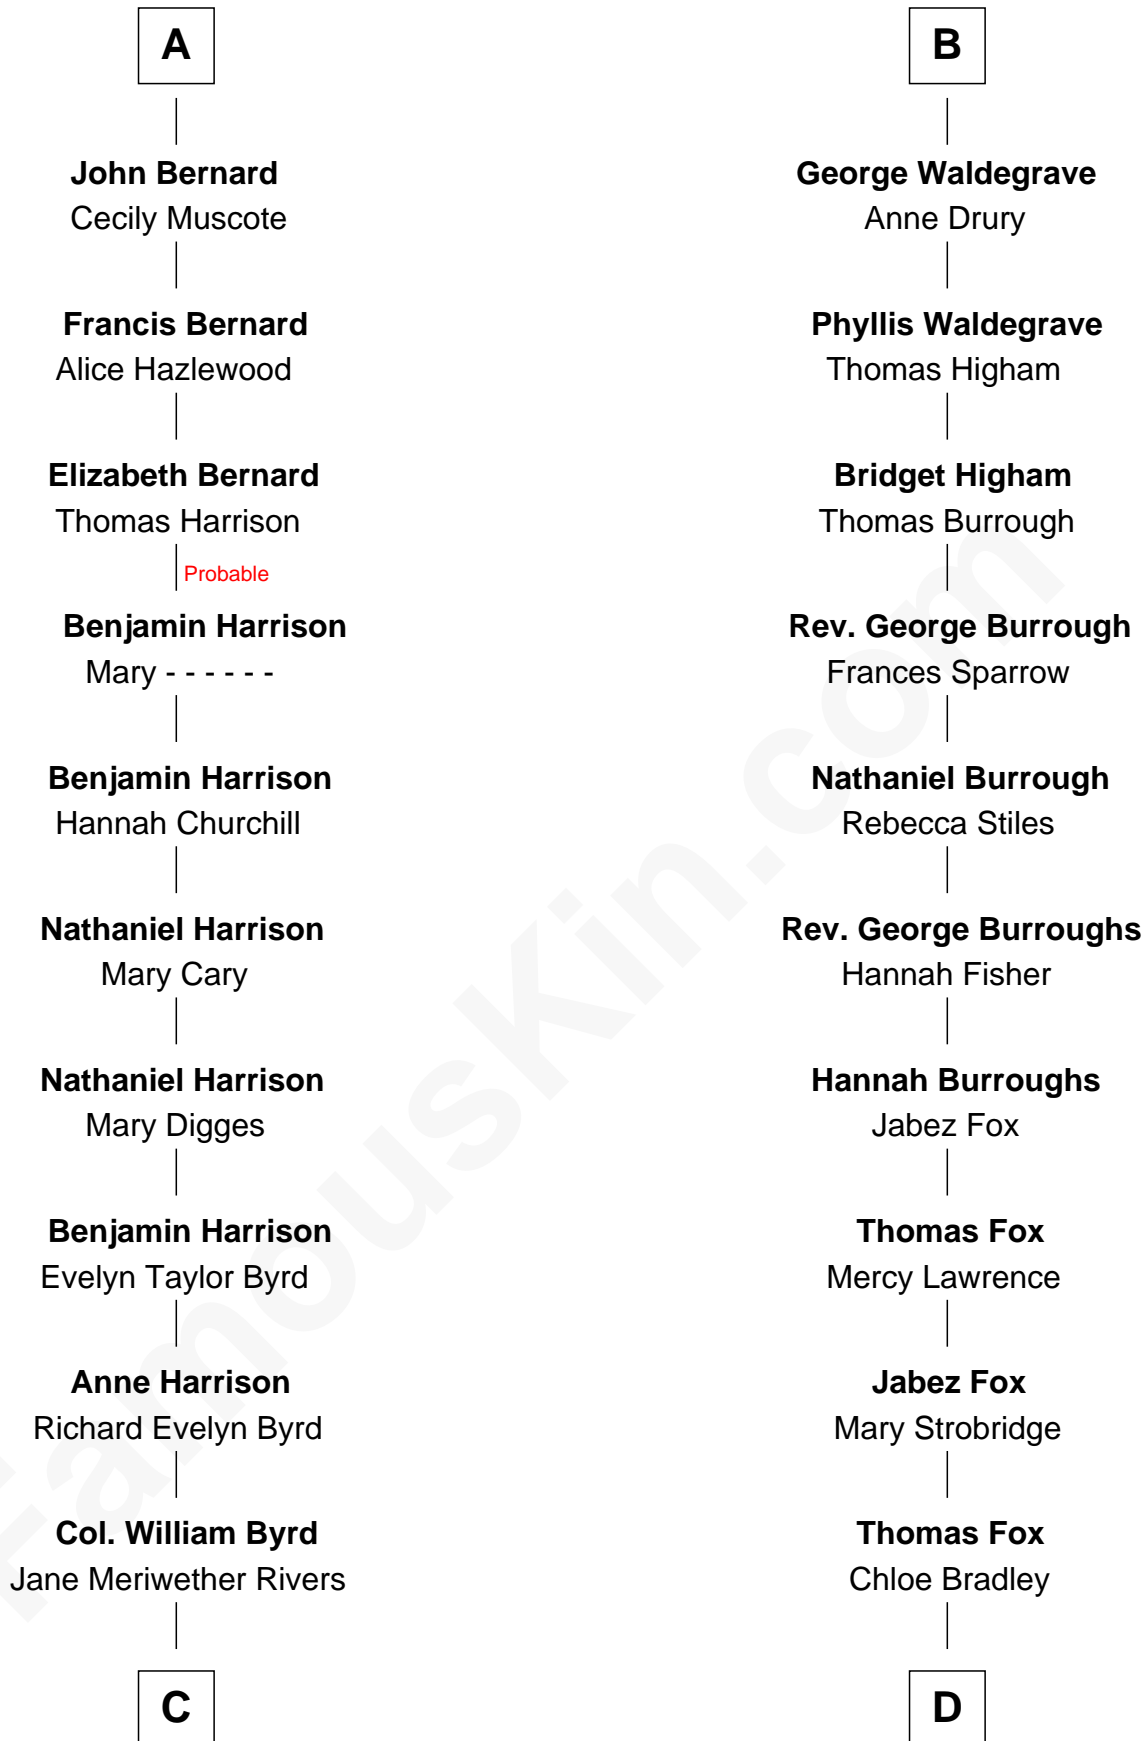 A
John Bernard
Cecily Muscote
Francis Bernard
Alice Hazlewood
Elizabeth Bernard
Thomas Harrison
Probable
Benjamin Harrison
Mary - - - - - -
Benjamin Harrison
Hannah Churchill
Nathaniel Harrison
Mary Cary
Nathaniel Harrison
Mary Digges
Benjamin Harrison
Evelyn Taylor Byrd
Anne Harrison
Richard Evelyn Byrd
Col. William Byrd
Jane Meriwether Rivers
C
B
George Waldegrave
Anne Drury
Phyllis Waldegrave
Thomas Higham
Bridget Higham
Thomas Burrough
Rev. George Burrough
Frances Sparrow
Nathaniel Burrough
Rebecca Stiles
Rev. George Burroughs
Hannah Fisher
Hannah Burroughs
Jabez Fox
Thomas Fox
Mercy Lawrence
Jabez Fox
Mary Strobridge
Thomas Fox
Chloe Bradley
D
FamousKin.com